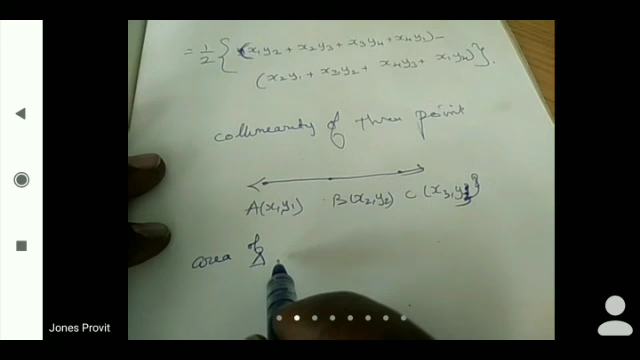 = 1/2 { (x₁y₂ + x₂y₃ + x₃y₄ + x₄y₁) –
(x₂y₁ + x₃y₂ + x₄y₃ + x₁y₄) }.
collinearity of three point
A(x₁,y₁) B(x₂,y₂) C (x₃,y₃)
area of Δ
Jones Provit